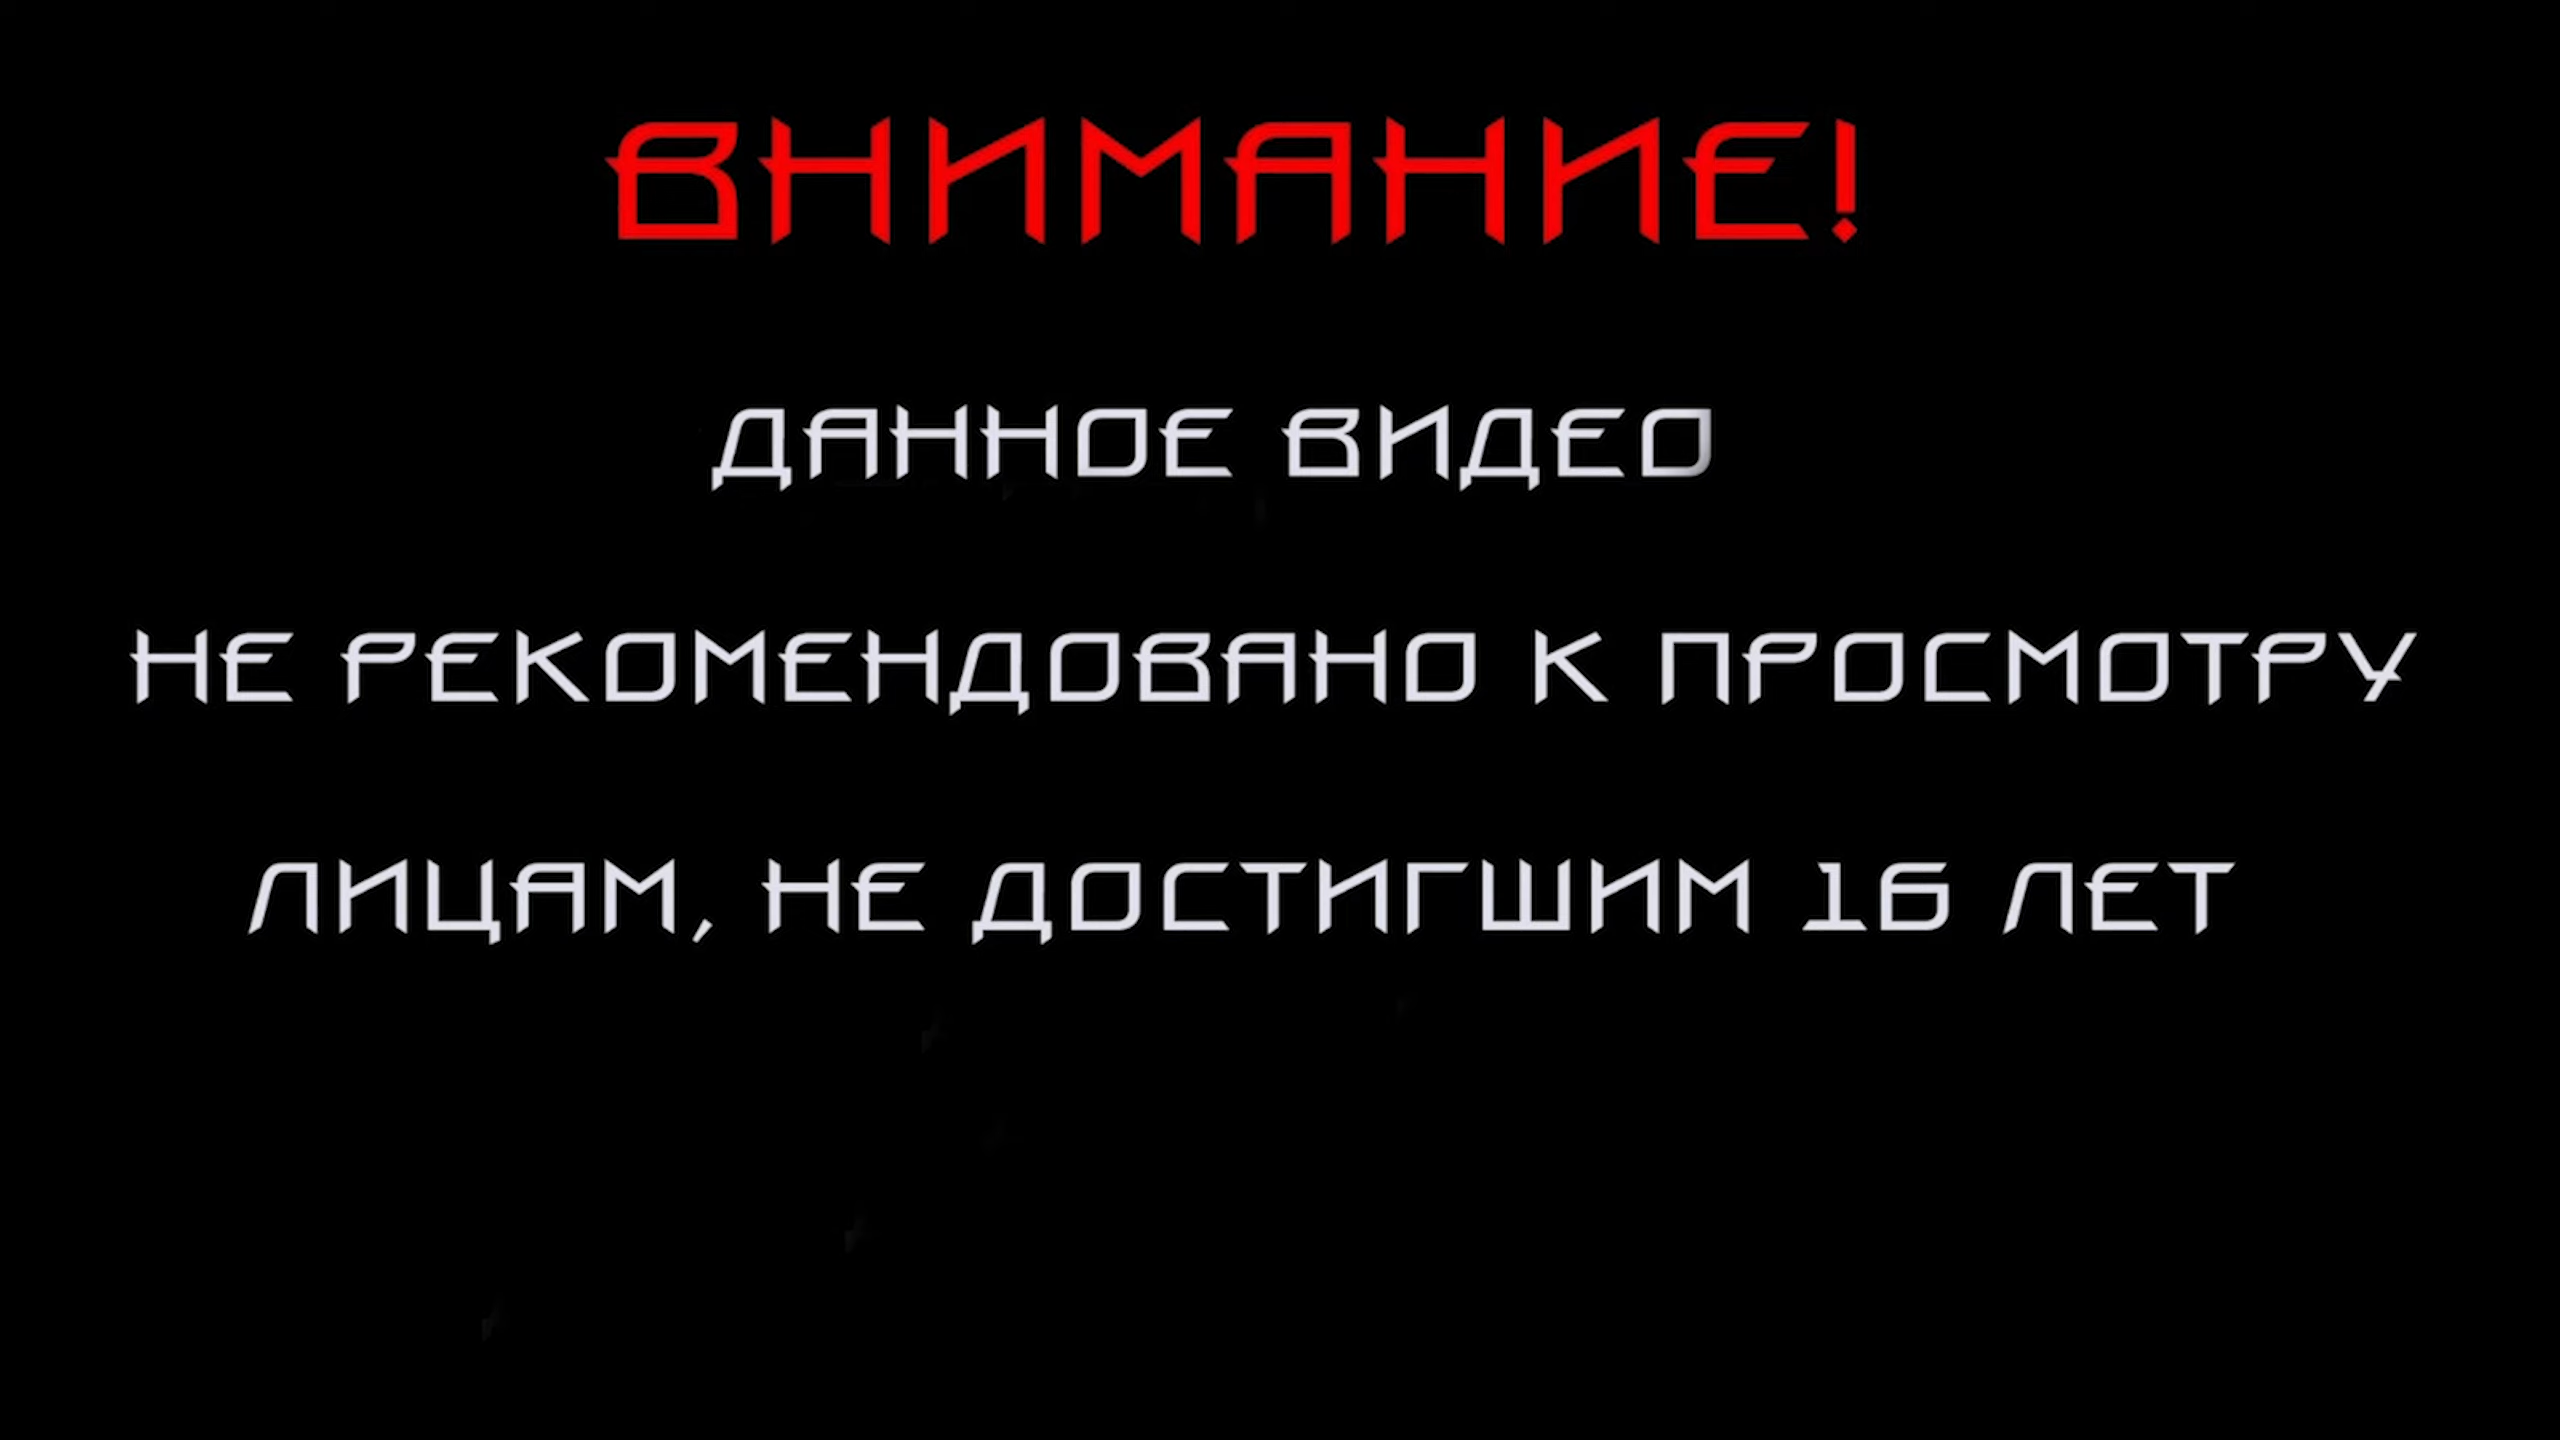 ВНИМАНИЕ!
ДАННОЕ ВИДЕО
НЕ РЕКОМЕНДОВАНО К ПРОСМОТРУ
ЛИЦАМ, НЕ ДОСТИГШИМ 16 ЛЕТ